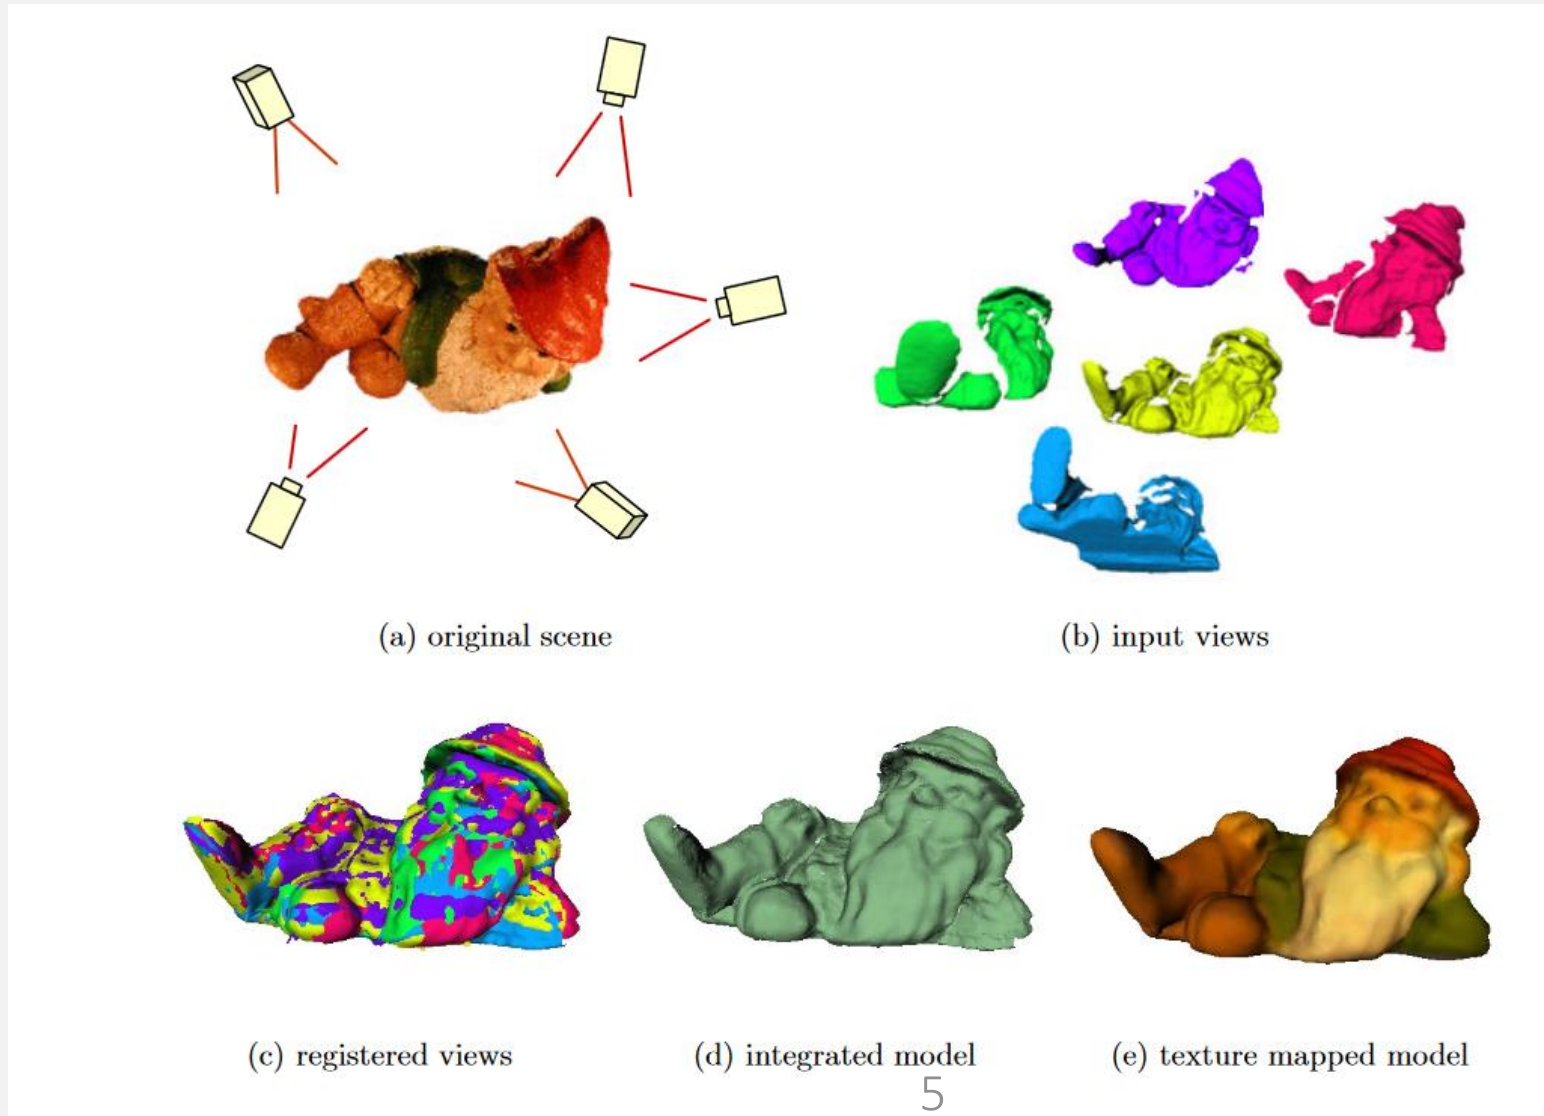 (a) original scene
(b) input views
(c) registered views
(d) integrated model
(e) texture mapped model
5